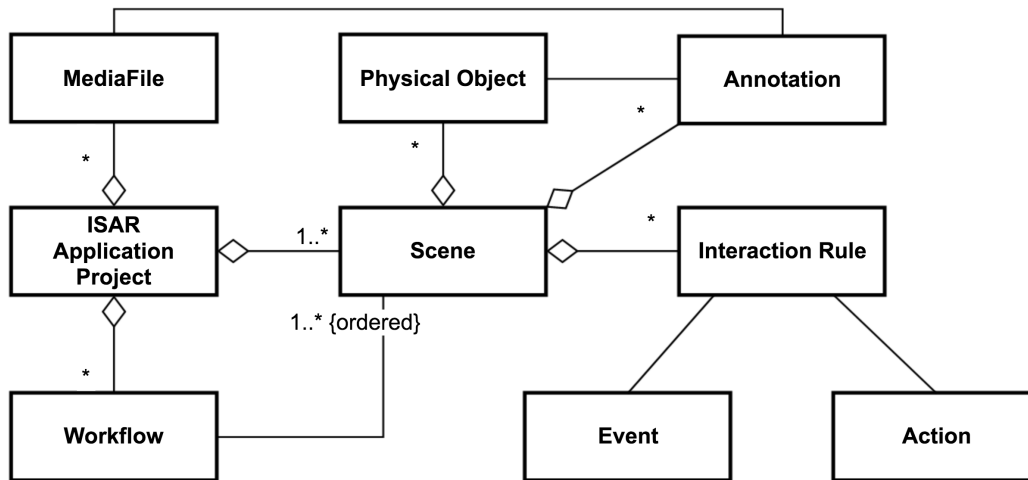 MediaFile
Physical Object
Annotation
*
*
*
ISAR
Application
Project
1..*
Scene
*
Interaction Rule
1..* {ordered}
*
Workflow
Event
Action